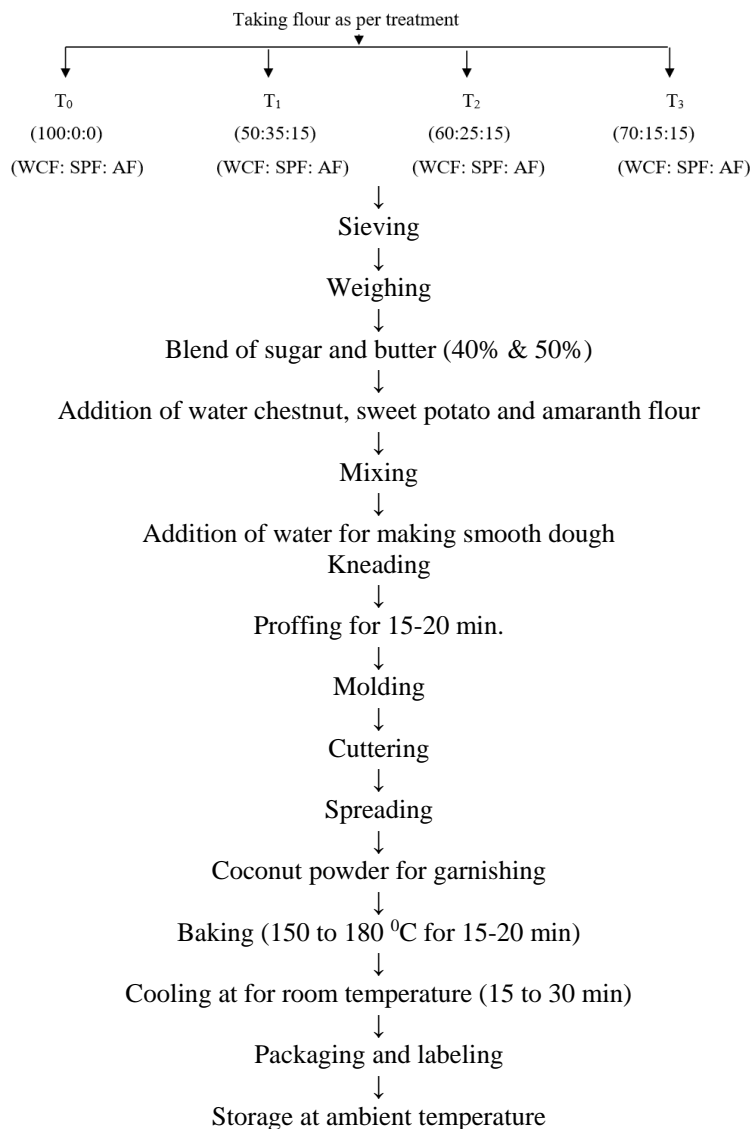 Taking flour as per treatment
T₀ T₁ T₂ T₃
(100:0:0) (50:35:15) (60:25:15) (70:15:15)
(WCF: SPF: AF) (WCF: SPF: AF) (WCF: SPF: AF) (WCF: SPF: AF)
↓
Sieving
↓
Weighing
↓
Blend of sugar and butter (40% & 50%)
↓
Addition of water chestnut, sweet potato and amaranth flour
↓
Mixing
↓
Addition of water for making smooth dough
Kneading
↓
Proffing for 15-20 min.
↓
Molding
↓
Cuttering
↓
Spreading
↓
Coconut powder for garnishing
↓
Baking (150 to 180 ⁰C for 15-20 min)
↓
Cooling at for room temperature (15 to 30 min)
↓
Packaging and labeling
↓
Storage at ambient temperature